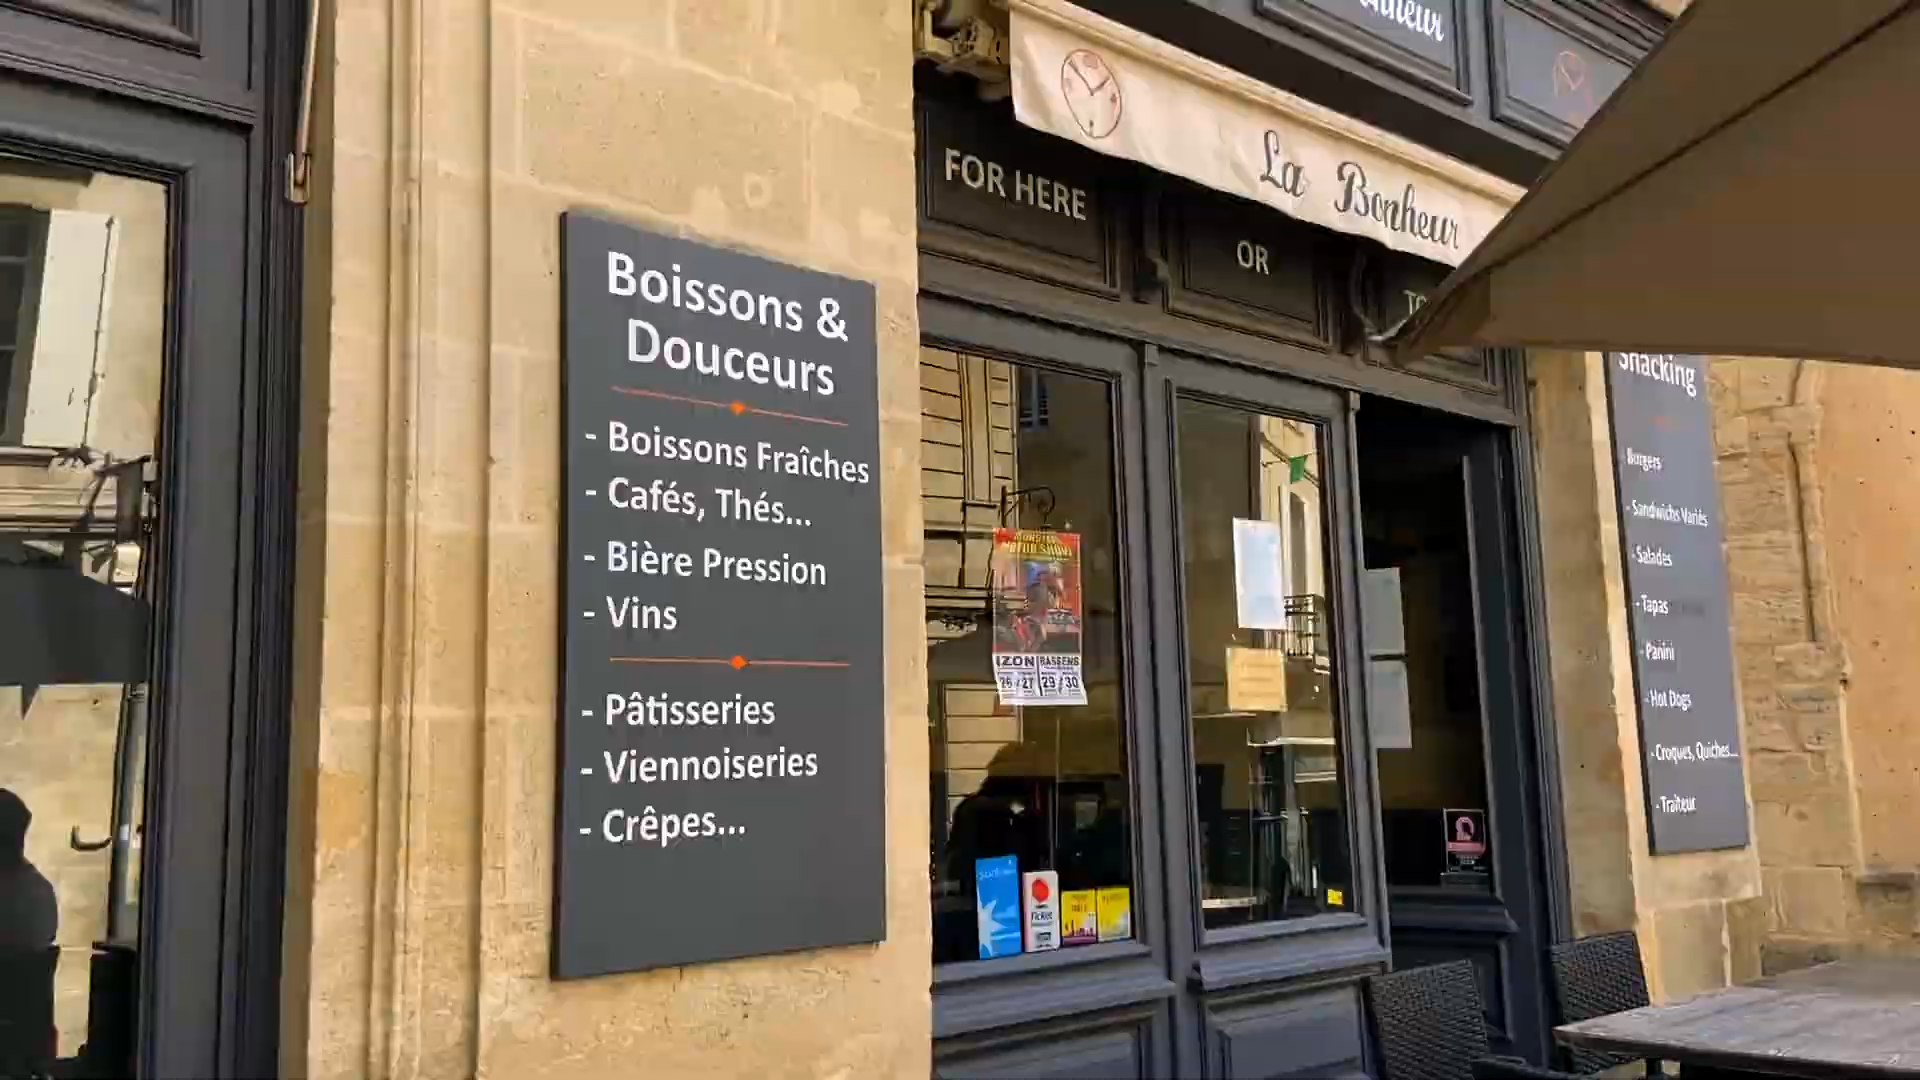 Boissons &
Douceurs
- Boissons Fraîches
- Cafés, Thés...
- Bière Pression
- Vins
- Pâtisseries
- Viennoiseries
- Crêpes...
La Bonheur
FOR HERE
OR
IZON BASSENS
26 27 29 30
Ticket
Snacking
- Burgers
- Sandwichs Variés
- Salades
- Tapas
- Panini
- Hot Dogs
- Croques, Quiches...
- Traiteur